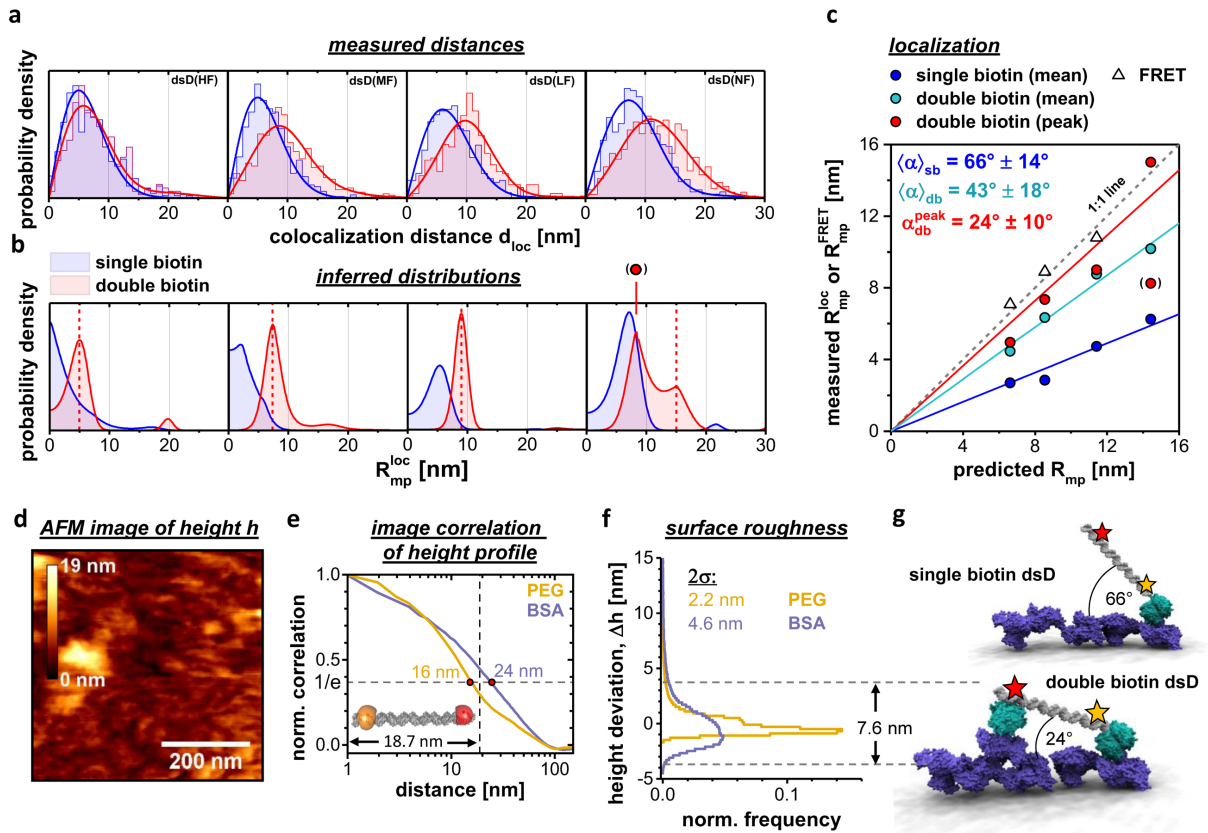 a
measured distances
probability density
dsD(HF)
dsD(MF)
dsD(LF)
dsD(NF)
0 10 20 0 10 20 0 10 20 0 10 20 30
colocalization distance d_loc [nm]
b
single biotin
double biotin
inferred distributions
( )
probability density
0 10 20 0 10 20 0 10 20 0 10 20 30
R_mp^loc [nm]
c
localization
single biotin (mean)
double biotin (mean)
double biotin (peak)
FRET
measured R_mp^loc or R_mp^FRET [nm]
16
12
8
4
0
⟨α⟩_sb = 66° ± 14°
⟨α⟩_db = 43° ± 18°
α_db^peak = 24° ± 10°
1:1 line
( )
0 4 8 12 16
predicted R_mp [nm]
d
AFM image of height h
19 nm
0 nm
200 nm
e
image correlation
of height profile
norm. correlation
1.0
0.5
1/e
0.0
PEG
BSA
16 nm
24 nm
18.7 nm
1 10 100
distance [nm]
f
surface roughness
height deviation, Δh [nm]
15
10
5
0
-5
2σ:
2.2 nm PEG
4.6 nm BSA
7.6 nm
0.0 0.1
norm. frequency
g
single biotin dsD
66°
double biotin dsD
24°